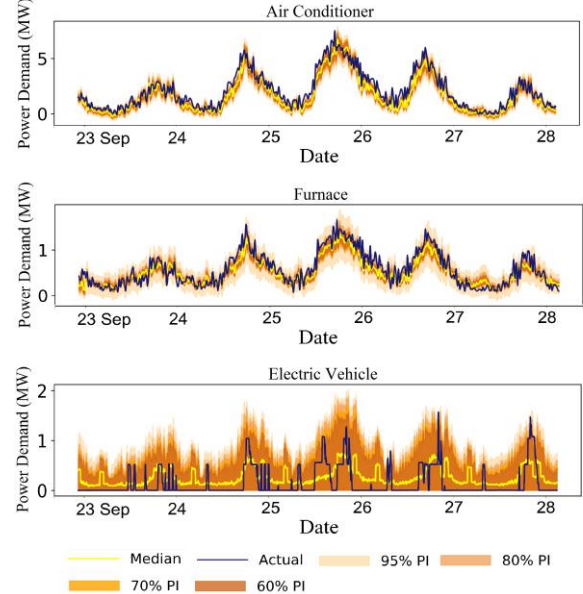 Air Conditioner
Power Demand (MW)
5
0
23 Sep 24 25 26 27 28
Date
Furnace
Power Demand (MW)
1
0
23 Sep 24 25 26 27 28
Date
Electric Vehicle
Power Demand (MW)
2
1
0
23 Sep 24 25 26 27 28
Date
Median Actual 95% PI 80% PI
70% PI 60% PI